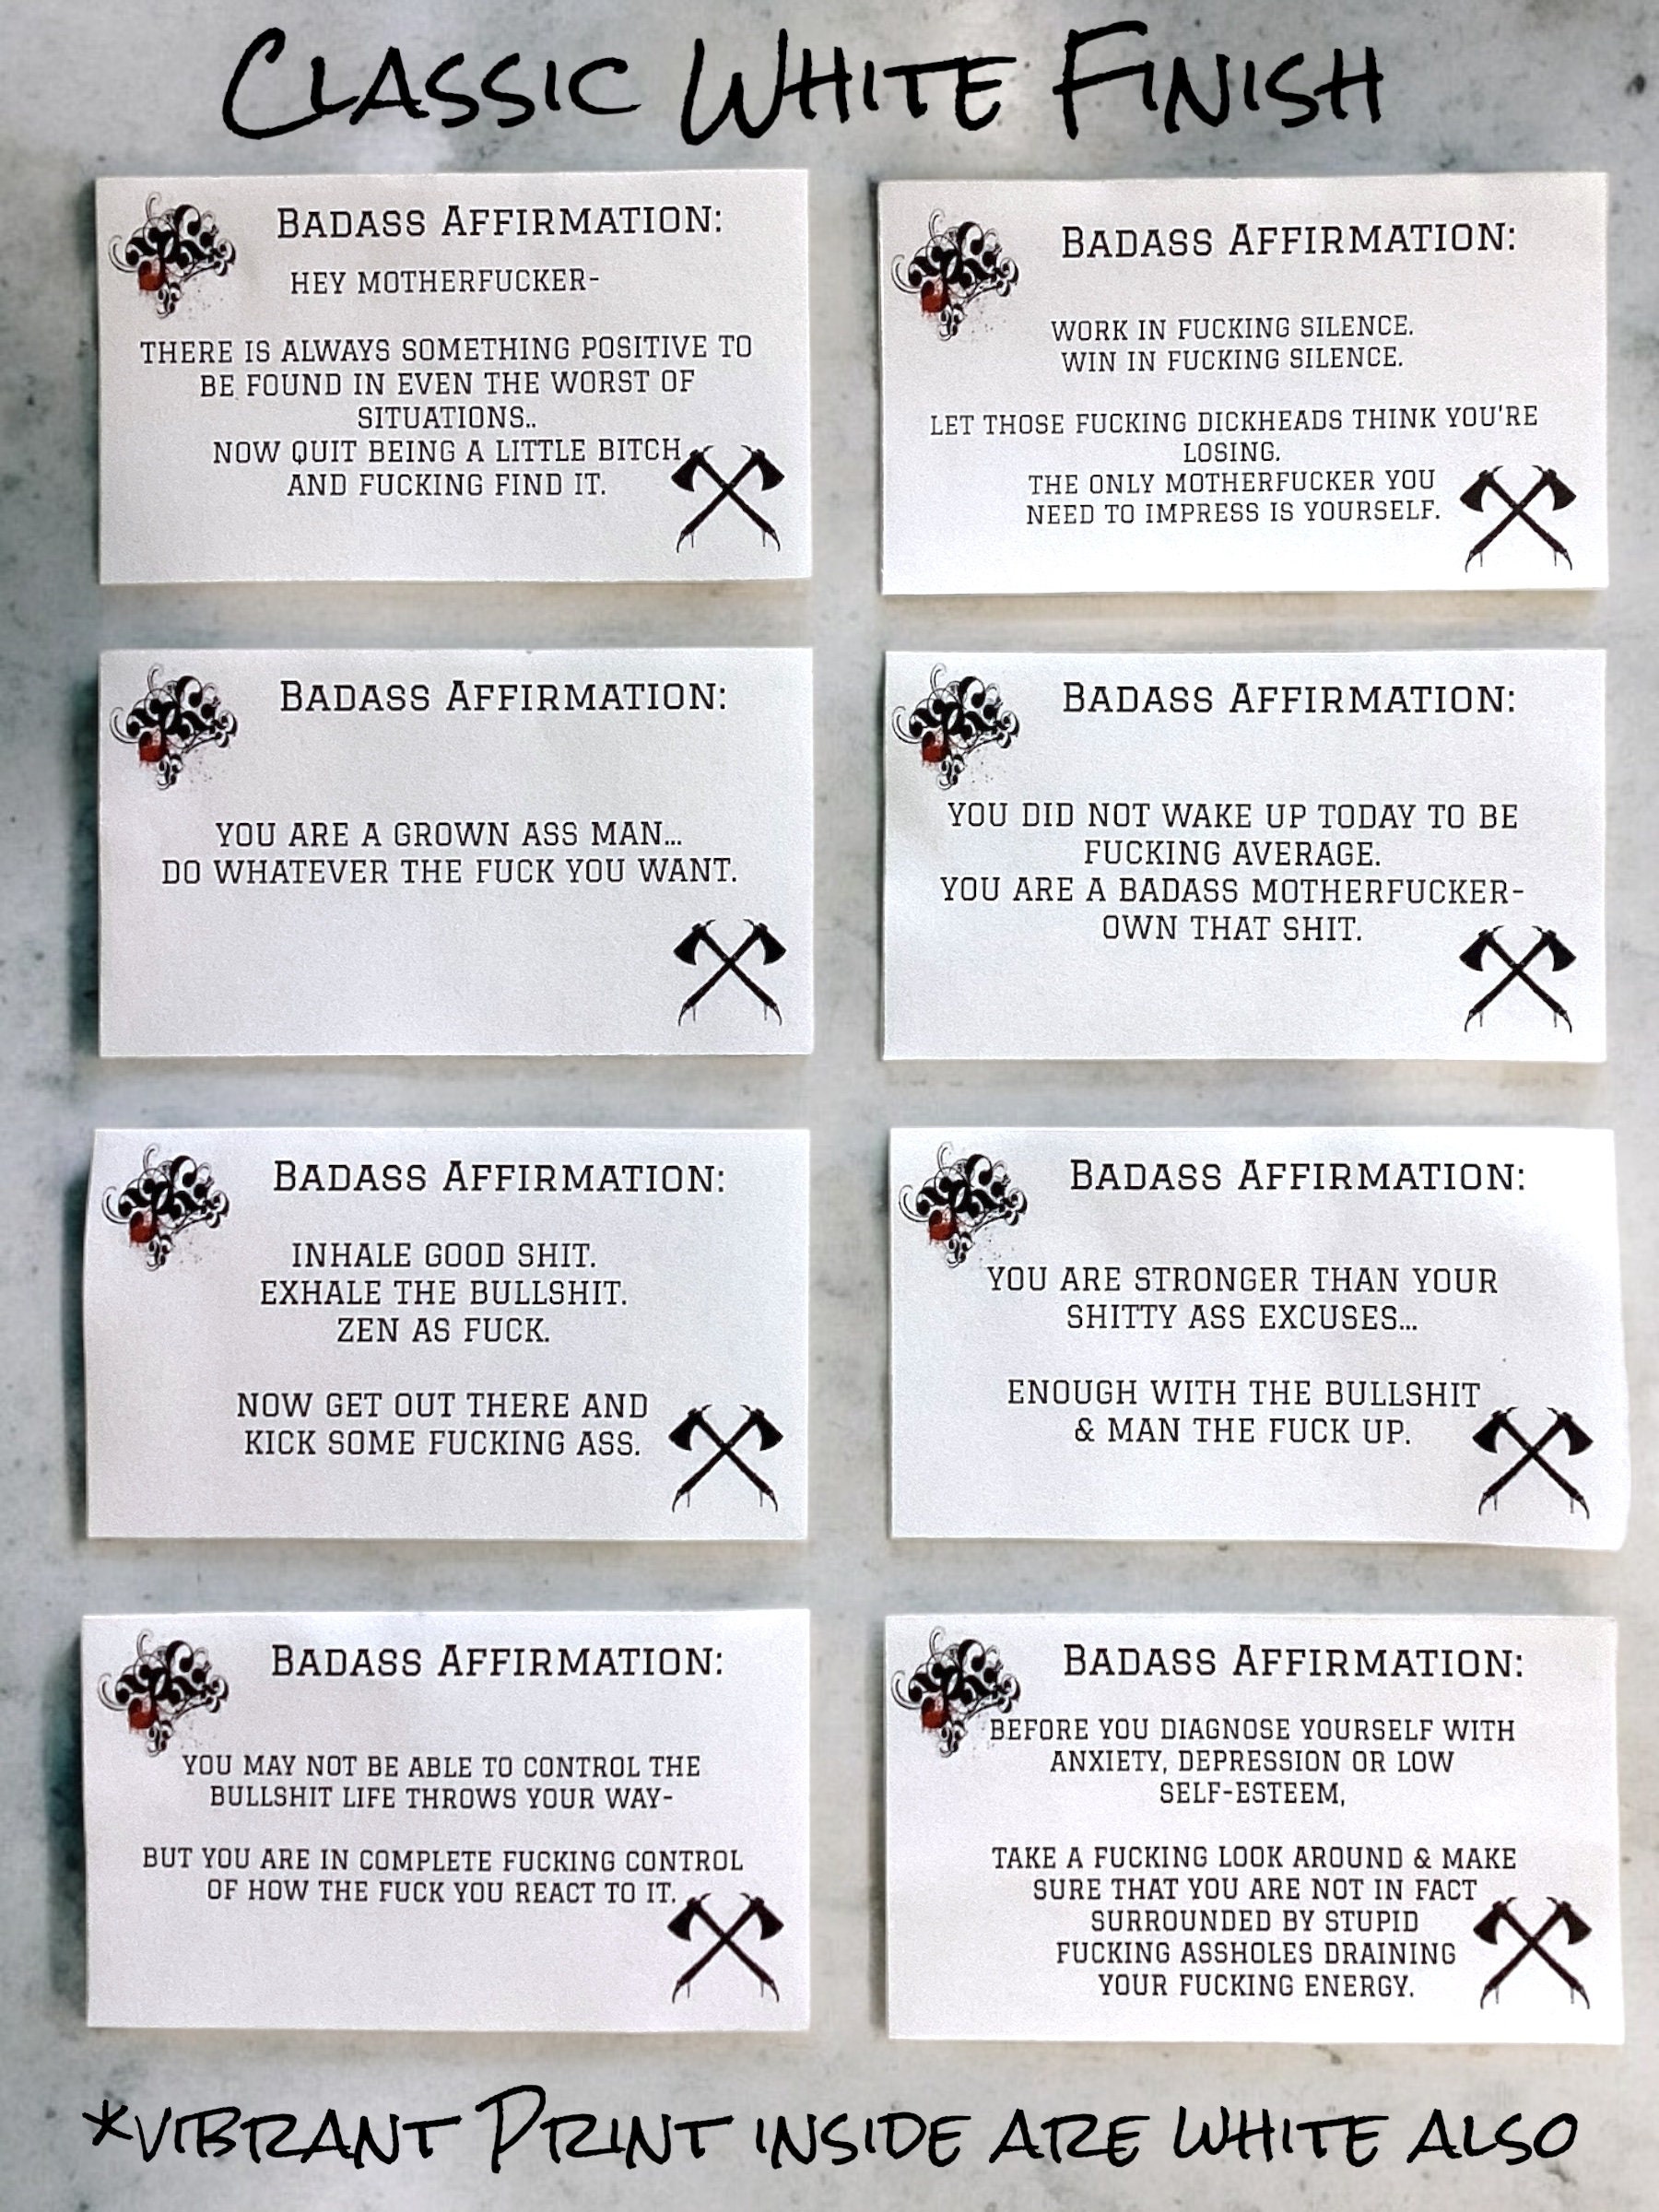 CLASSIC WHITE FINISH
BADASS AFFIRMATION:
HEY MOTHERFUCKER-
THERE IS ALWAYS SOMETHING POSITIVE TO
BE FOUND IN EVEN THE WORST OF
SITUATIONS..
NOW QUIT BEING A LITTLE BITCH
AND FUCKING FIND IT.
BADASS AFFIRMATION:
WORK IN FUCKING SILENCE.
WIN IN FUCKING SILENCE.
LET THOSE FUCKING DICKHEADS THINK YOU'RE
LOSING.
THE ONLY MOTHERFUCKER YOU
NEED TO IMPRESS IS YOURSELF.
BADASS AFFIRMATION:
YOU ARE A GROWN ASS MAN...
DO WHATEVER THE FUCK YOU WANT.
BADASS AFFIRMATION:
YOU DID NOT WAKE UP TODAY TO BE
FUCKING AVERAGE.
YOU ARE A BADASS MOTHERFUCKER-
OWN THAT SHIT.
BADASS AFFIRMATION:
INHALE GOOD SHIT.
EXHALE THE BULLSHIT.
ZEN AS FUCK.
NOW GET OUT THERE AND
KICK SOME FUCKING ASS.
BADASS AFFIRMATION:
YOU ARE STRONGER THAN YOUR
SHITTY ASS EXCUSES...
ENOUGH WITH THE BULLSHIT
& MAN THE FUCK UP.
BADASS AFFIRMATION:
YOU MAY NOT BE ABLE TO CONTROL THE
BULLSHIT LIFE THROWS YOUR WAY-
BUT YOU ARE IN COMPLETE FUCKING CONTROL
OF HOW THE FUCK YOU REACT TO IT.
BADASS AFFIRMATION:
BEFORE YOU DIAGNOSE YOURSELF WITH
ANXIETY, DEPRESSION OR LOW
SELF-ESTEEM,
TAKE A FUCKING LOOK AROUND & MAKE
SURE THAT YOU ARE NOT IN FACT
SURROUNDED BY STUPID
FUCKING ASSHOLES DRAINING
YOUR FUCKING ENERGY.
*VIBRANT PRINT INSIDE ARE WHITE ALSO